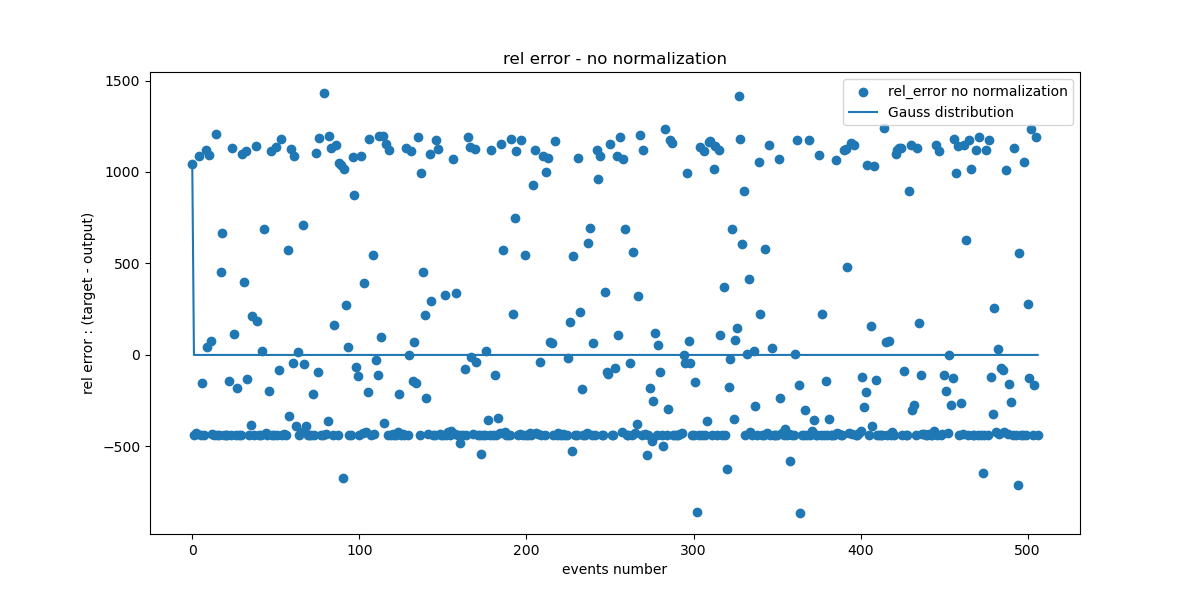 rel error - no normalization
rel_error no normalization
Gauss distribution
rel error : (target - output)
1500
1000
500
0
−500
0 100 200 300 400 500
events number